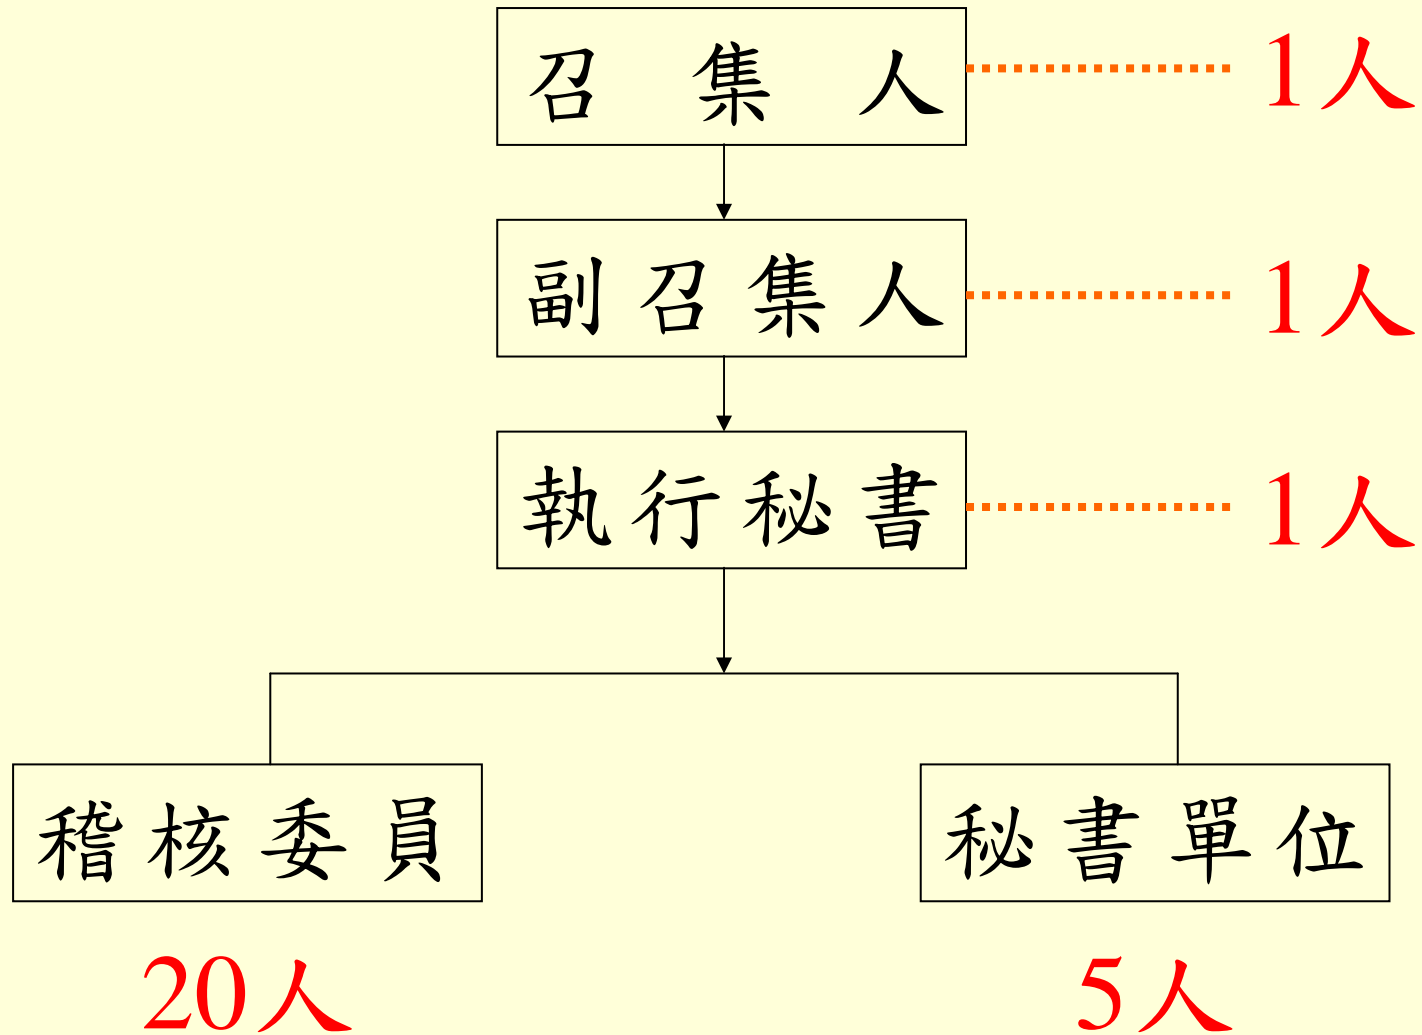 召集人 1人
副召集人 1人
執行秘書 1人
稽核委員 秘書單位
20人 5人